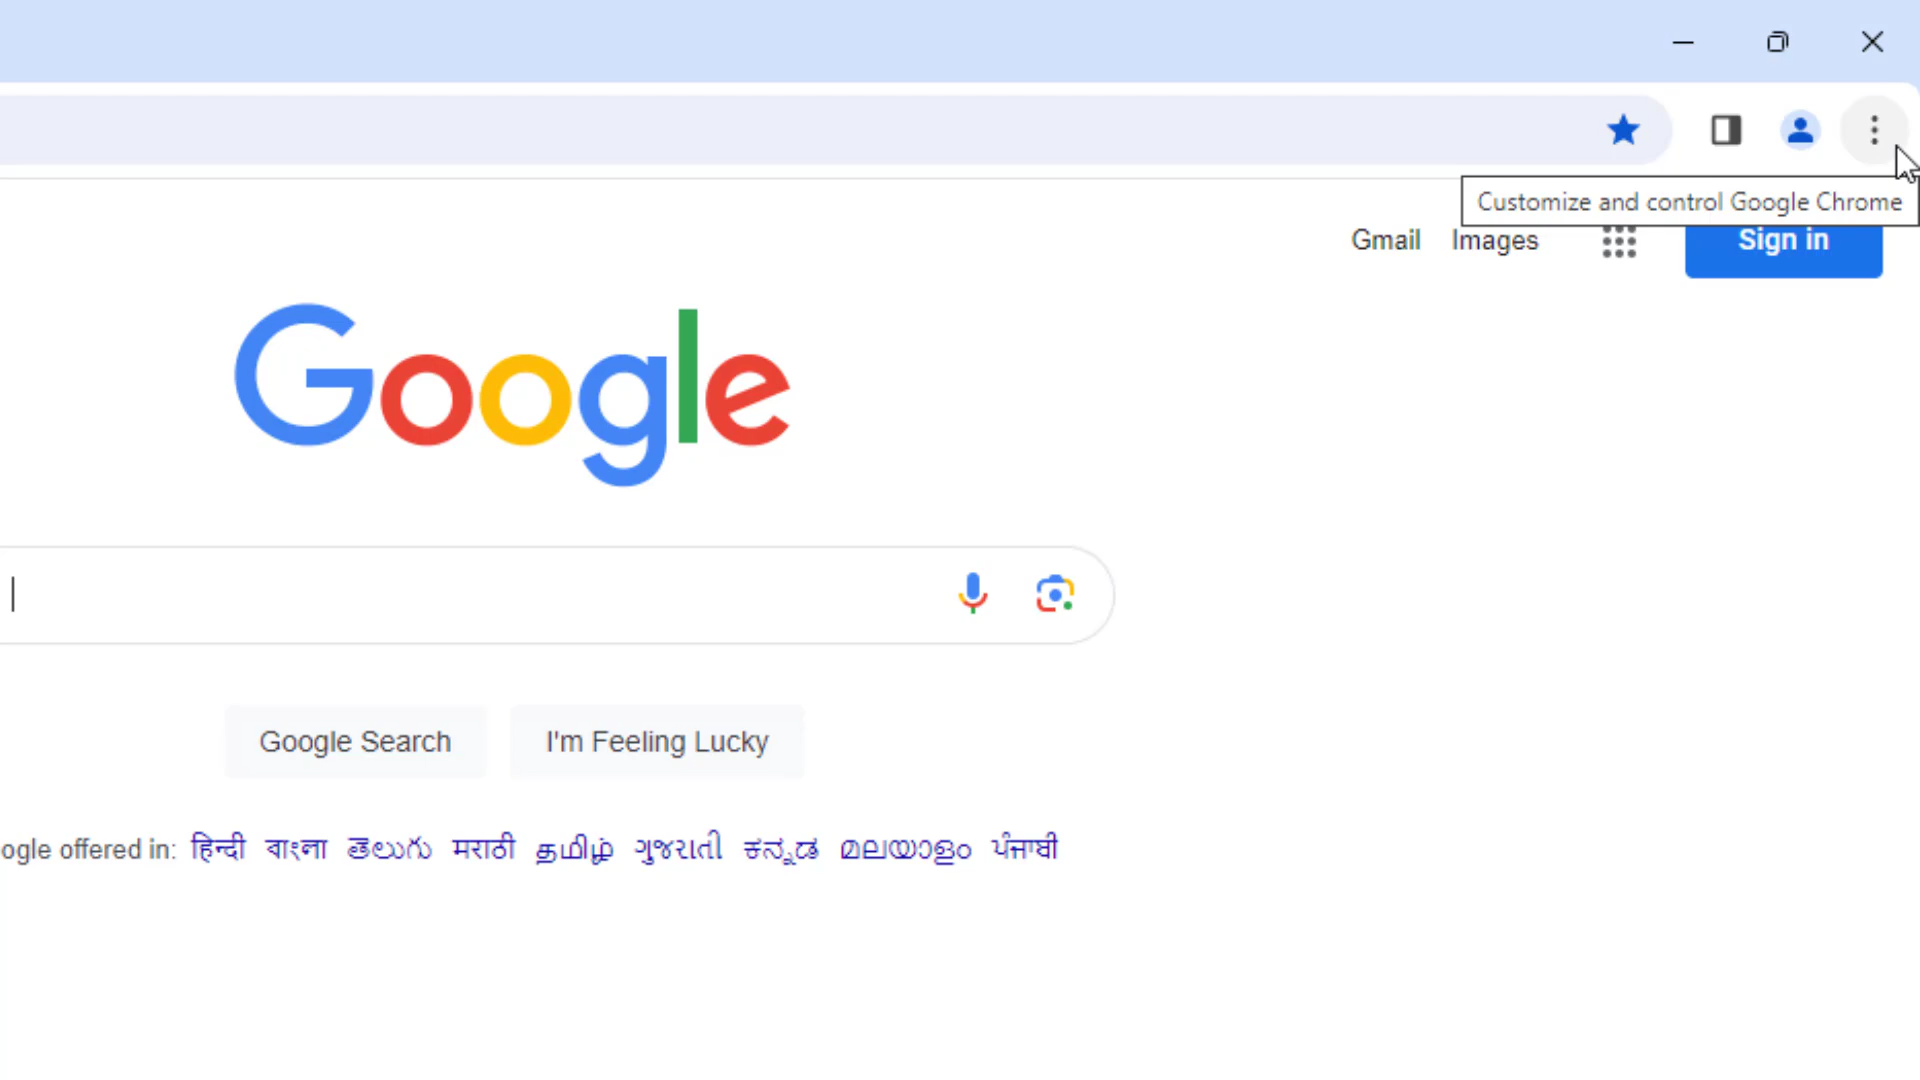 Customize and control Google Chrome
Gmail Images Sign in
Google
Google Search I'm Feeling Lucky
ogle offered in: हिन्दी বাংলা తెలుగు मराठी தமிழ் ગુજરાતી ಕನ್ನಡ മലയാളം ਪੰਜਾਬੀ